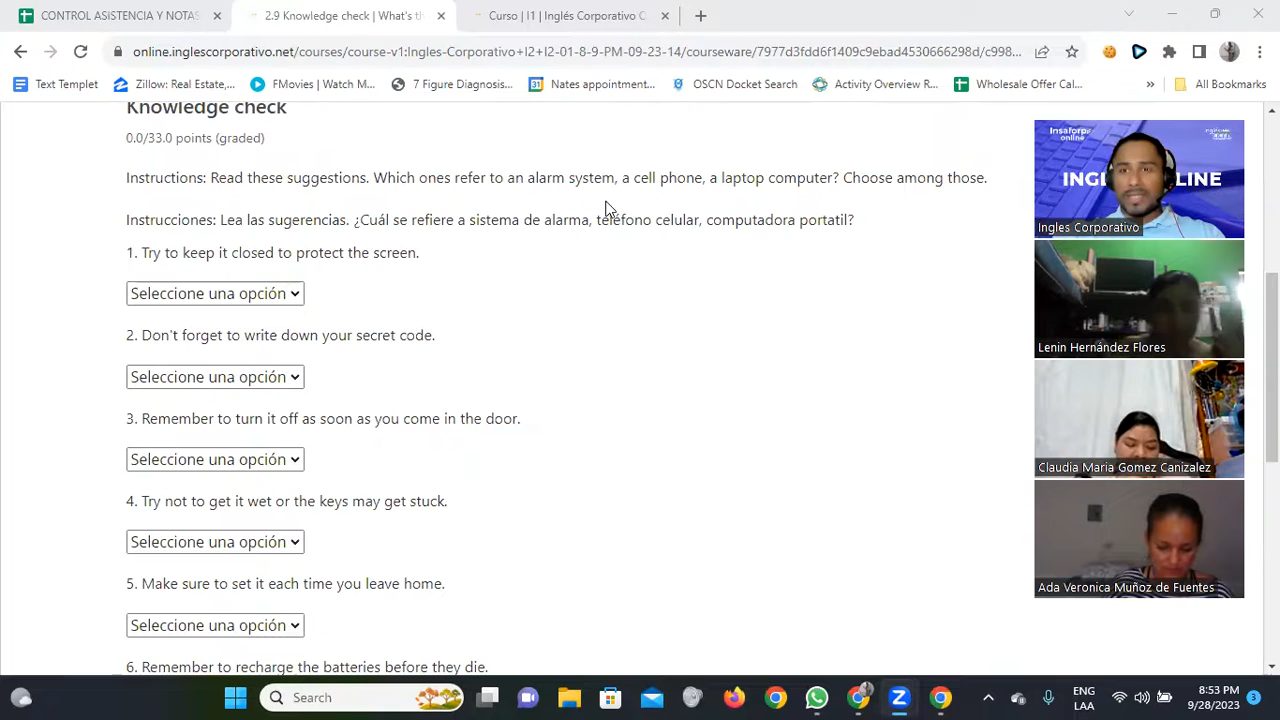 CONTROL ASISTENCIA Y NOTAS
2.9 Knowledge check | What's th
Curso | I1 | Inglés Corporativo C
online.inglescorporativo.net/courses/course-v1:Ingles-Corporativo+I2+I2-01-8-9-PM-09-23-14/courseware/7977d3fdd6f1409c9ebad4530666298d/c998...
Text Templet
Zillow: Real Estate,...
FMovies | Watch M...
7 Figure Diagnosis...
31
Nates appointment,...
OSCN Docket Search
Activity Overview R...
Wholesale Offer Cal...
»
All Bookmarks
Knowledge check
0.0/33.0 points (graded)
Instructions: Read these suggestions. Which ones refer to an alarm system, a cell phone, a laptop computer? Choose among those.
Instrucciones: Lea las sugerencias. ¿Cuál se refiere a sistema de alarma, teléfono celular, computadora portatil?
1. Try to keep it closed to protect the screen.
Seleccione una opción
2. Don't forget to write down your secret code.
Seleccione una opción
3. Remember to turn it off as soon as you come in the door.
Seleccione una opción
4. Try not to get it wet or the keys may get stuck.
Seleccione una opción
5. Make sure to set it each time you leave home.
Seleccione una opción
6. Remember to recharge the batteries before they die.
Insaforp
online
INGL
LINE
Ingles Corporativo
Lenin Hernández Flores
Claudia Maria Gomez Canizalez
Ada Veronica Muñoz de Fuentes
Search
ENG
LAA
8:53 PM
9/28/2023
3